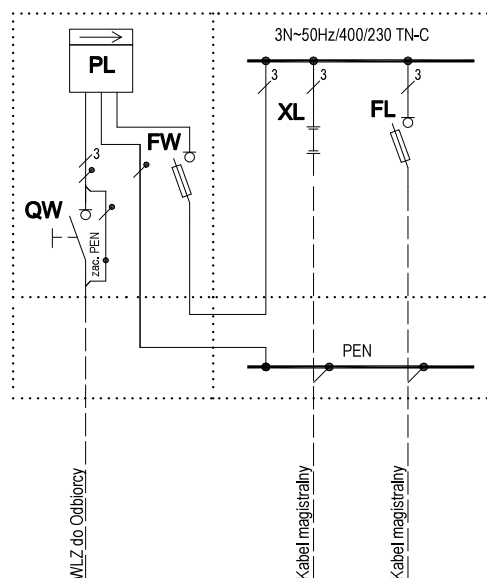 3N~50Hz/400/230 TN-C
PL
3
3
3
XL
FL
FW
3
QW
zac. PEN
PEN
WLZ do Odbiorcy
Kabel magistralny
Kabel magistralny